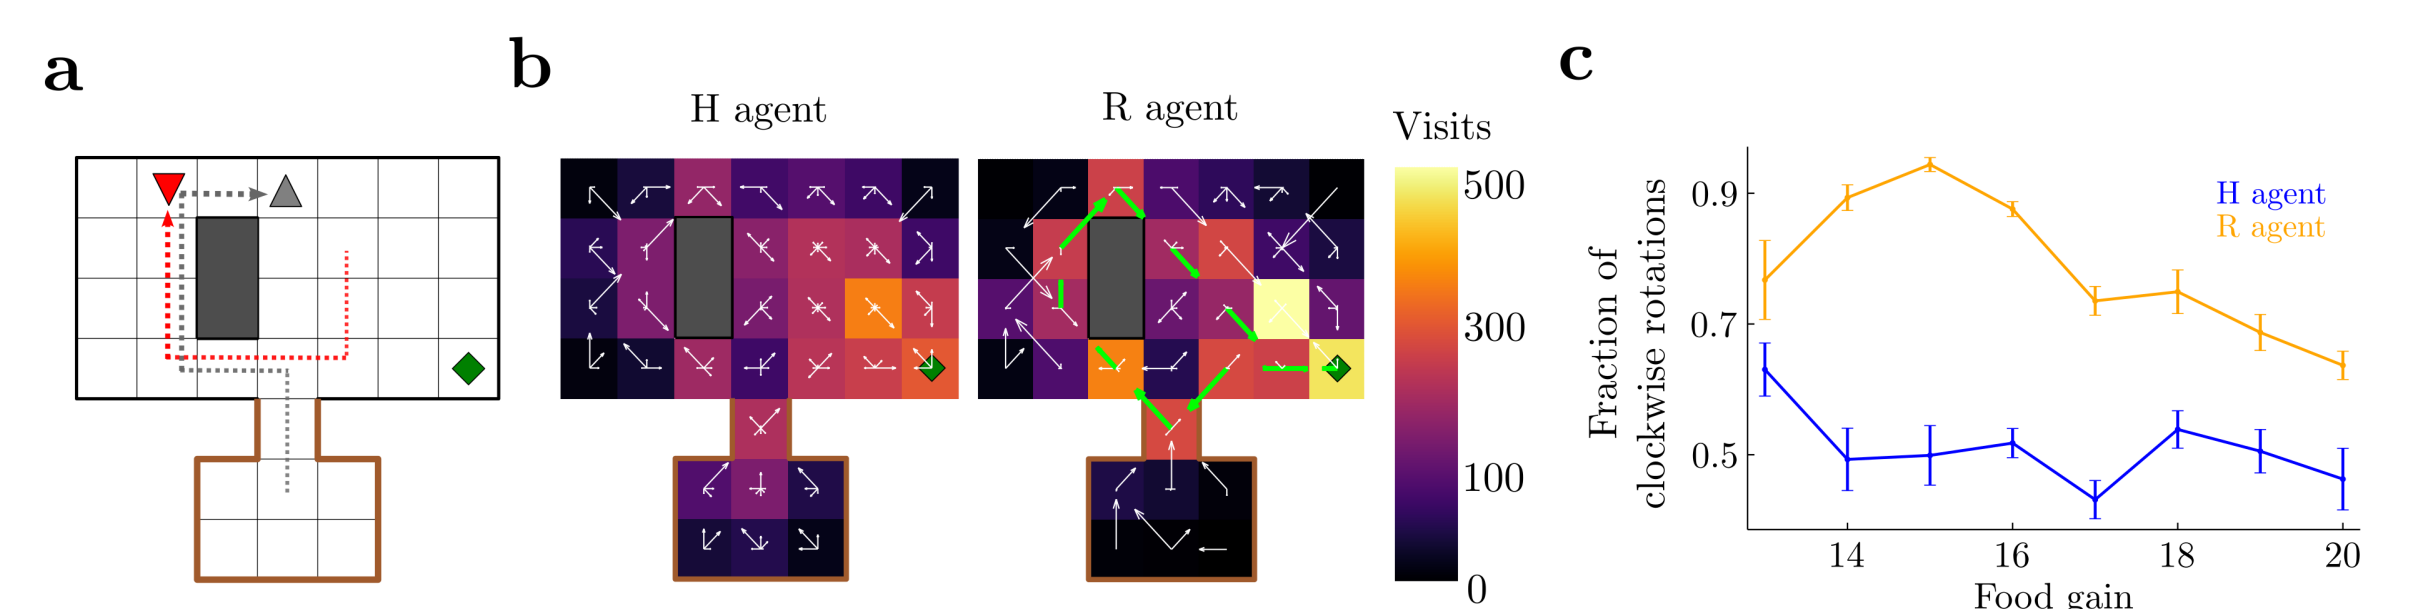 a
b
H agent
R agent
Visits
500
300
100
0
c
Fraction of
clockwise rotations
0.9
0.7
0.5
H agent
R agent
14
16
18
20
Food gain